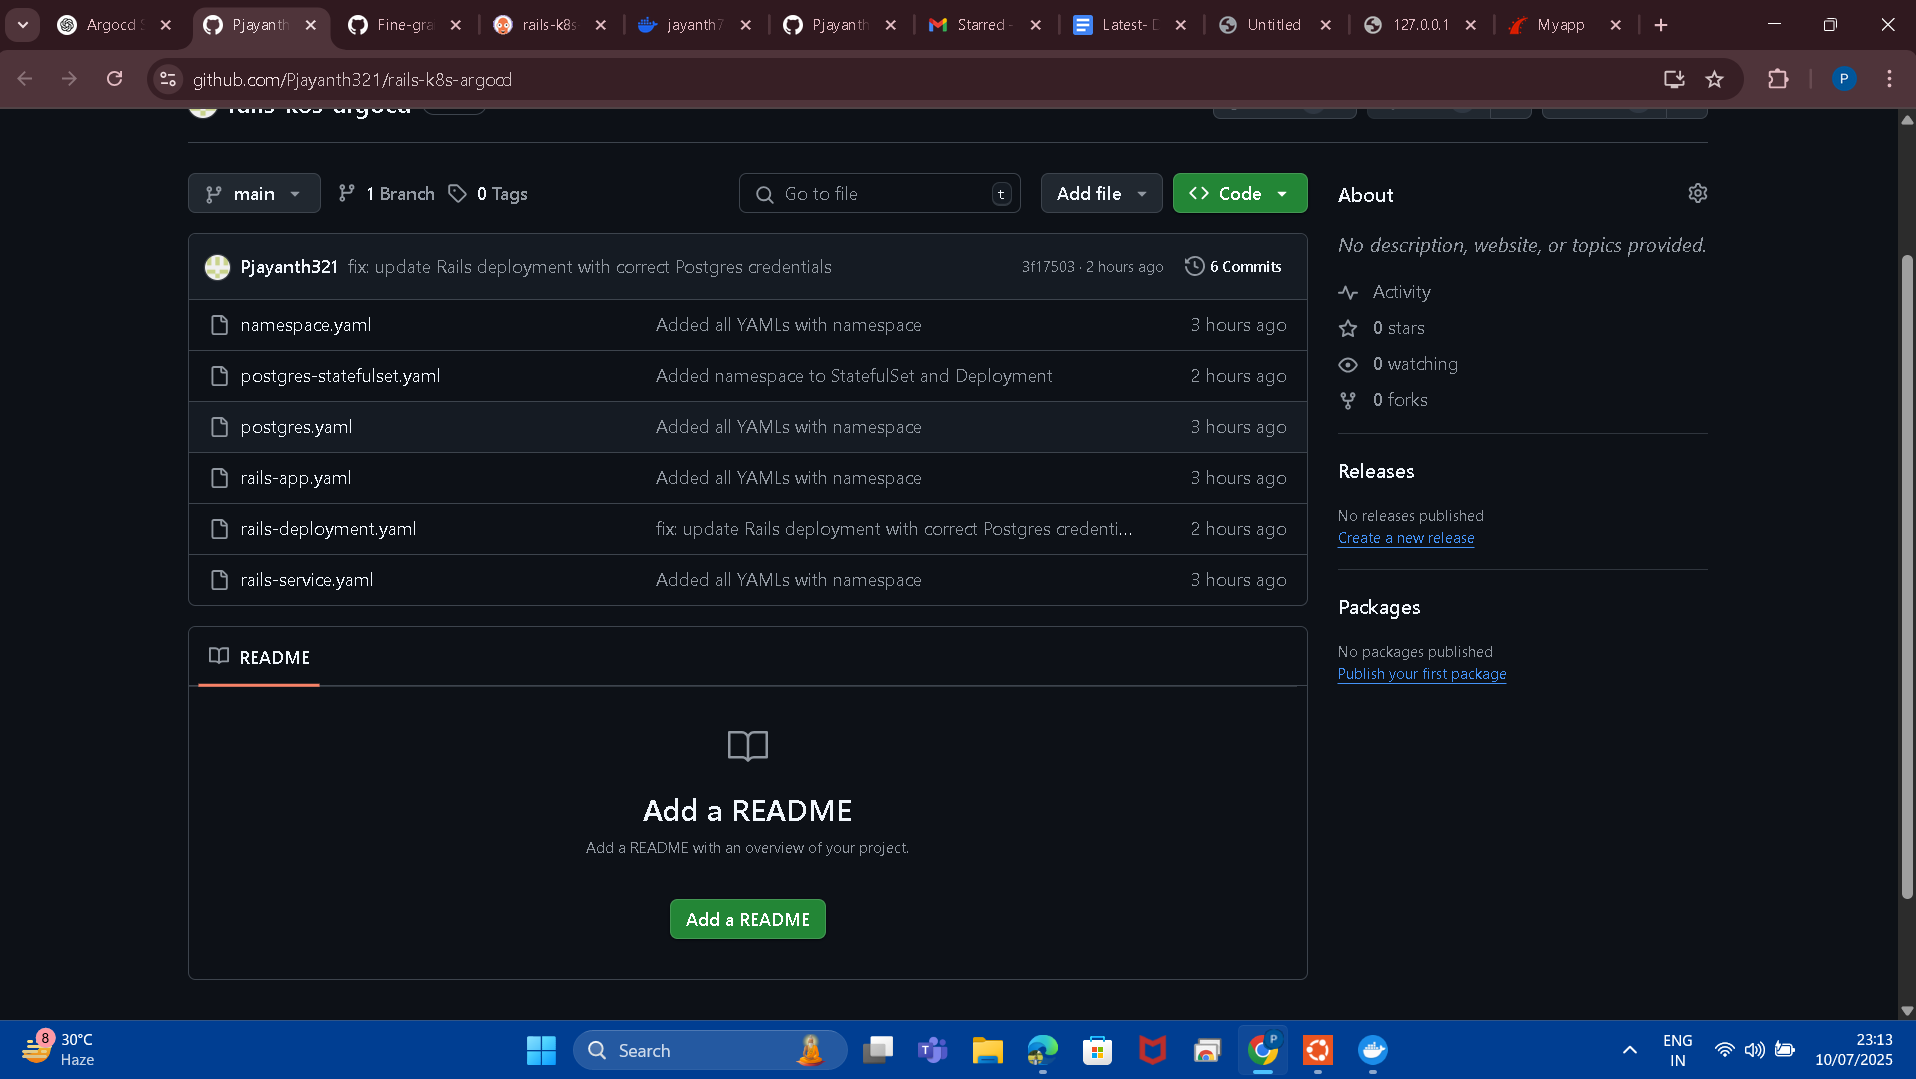 Argocd S
Pjayanth
Fine-gra
rails-k8s
jayanth7
Pjayanth
Starred -
Latest- D
Untitled
127.0.0.1
Myapp
github.com/Pjayanth321/rails-k8s-argocd
P
rails-k8s-argocd
main
1 Branch
0 Tags
Go to file
t
Add file
Code
About
No description, website, or topics provided.
Pjayanth321 fix: update Rails deployment with correct Postgres credentials
3f17503 · 2 hours ago
6 Commits
namespace.yaml Added all YAMLs with namespace 3 hours ago
postgres-statefulset.yaml Added namespace to StatefulSet and Deployment 2 hours ago
postgres.yaml Added all YAMLs with namespace 3 hours ago
rails-app.yaml Added all YAMLs with namespace 3 hours ago
rails-deployment.yaml fix: update Rails deployment with correct Postgres credenti... 2 hours ago
rails-service.yaml Added all YAMLs with namespace 3 hours ago
Activity
0 stars
0 watching
0 forks
Releases
No releases published
Create a new release
Packages
No packages published
Publish your first package
README
Add a README
Add a README with an overview of your project.
Add a README
8
30°C
Haze
Search
P
ENG
IN
23:13
10/07/2025